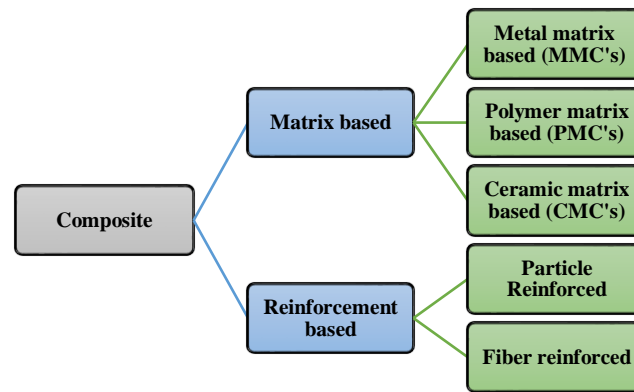 Composite
Matrix based
Reinforcement
based
Metal matrix
based (MMC's)
Polymer matrix
based (PMC's)
Ceramic matrix
based (CMC's)
Particle
Reinforced
Fiber reinforced